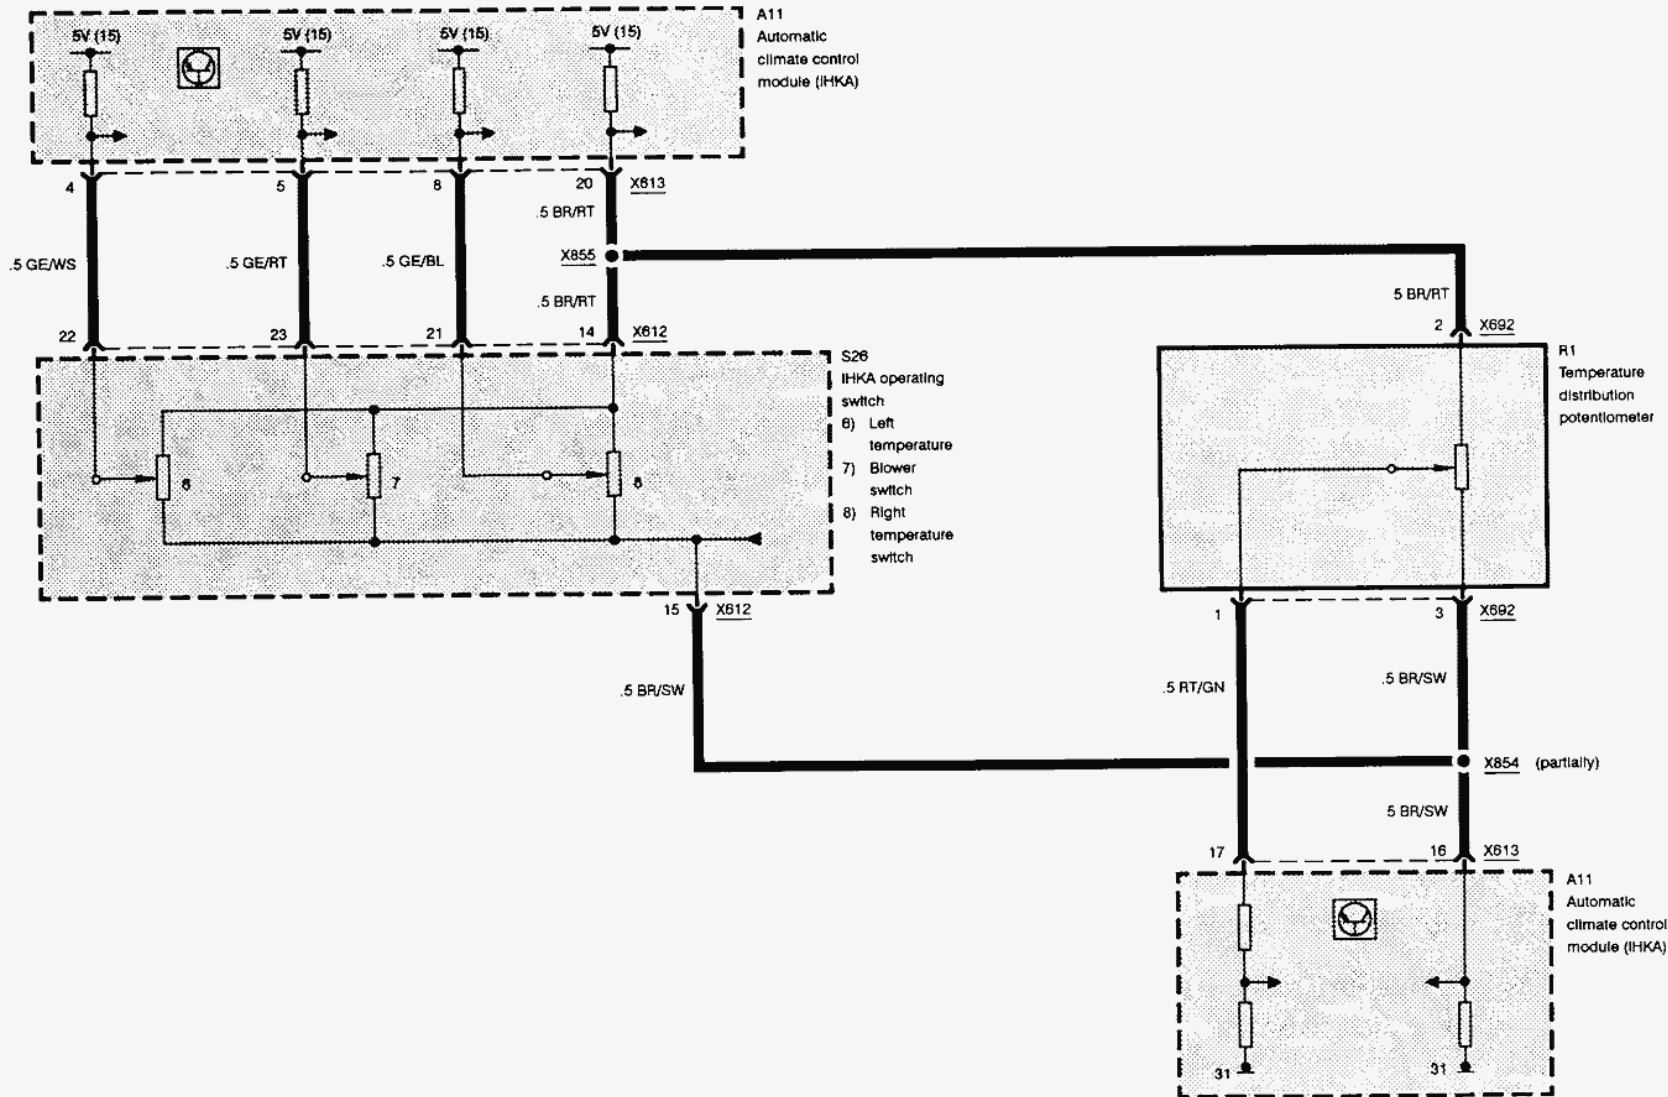 A11
Automatic
climate control
module (IHKA)
5V (15)
5V (15)
5V (15)
5V (15)
4
5
8
20
X613
.5 BR/RT
X855
.5 GE/WS
.5 GE/RT
.5 GE/BL
.5 BR/RT
5 BR/RT
22
23
21
14
X612
2
X692
S26
IHKA operating
switch
6) Left
temperature
7) Blower
switch
8) Right
temperature
switch
R1
Temperature
distribution
potentiometer
6
7
8
15
X612
1
3
X692
.5 BR/SW
.5 RT/GN
.5 BR/SW
X854 (partially)
5 BR/SW
17
16
X613
A11
Automatic
climate control
module (IHKA)
31
31